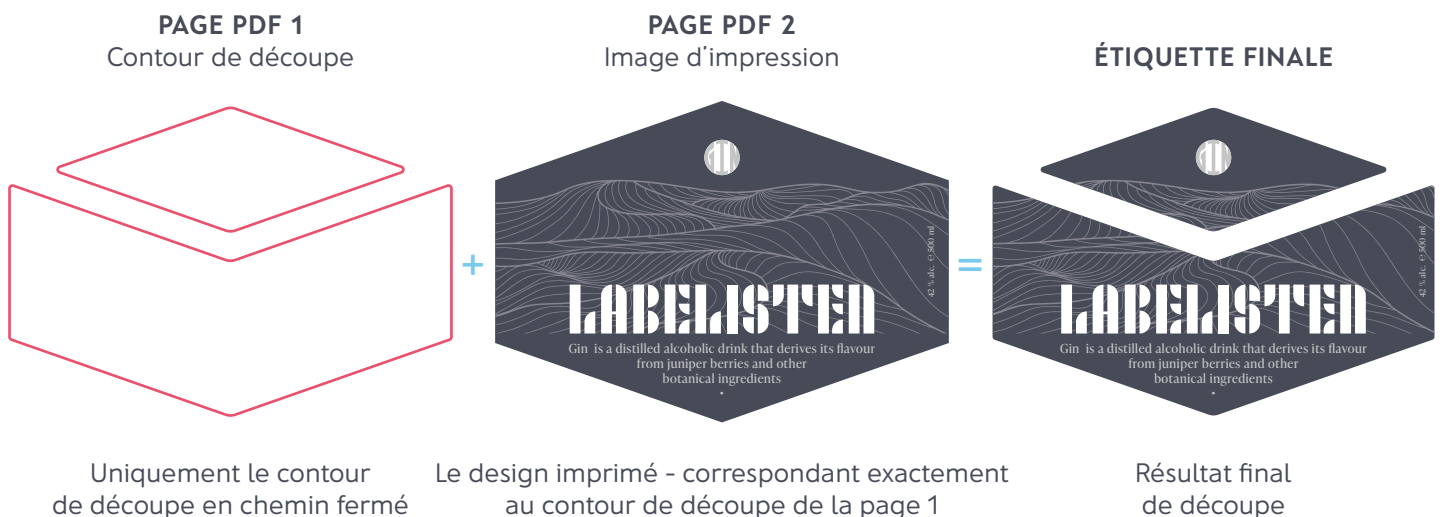 PAGE PDF 1
Contour de découpe
PAGE PDF 2
Image d'impression
ÉTIQUETTE FINALE
+
=
42 % alc. ℮ 500 ml
LABELISTEN
Gin is a distilled alcoholic drink that derives its flavour
from juniper berries and other
botanical ingredients
42 % alc. ℮ 500 ml
LABELISTEN
Gin is a distilled alcoholic drink that derives its flavour
from juniper berries and other
botanical ingredients
Uniquement le contour
de découpe en chemin fermé
Le design imprimé - correspondant exactement
au contour de découpe de la page 1
Résultat final
de découpe